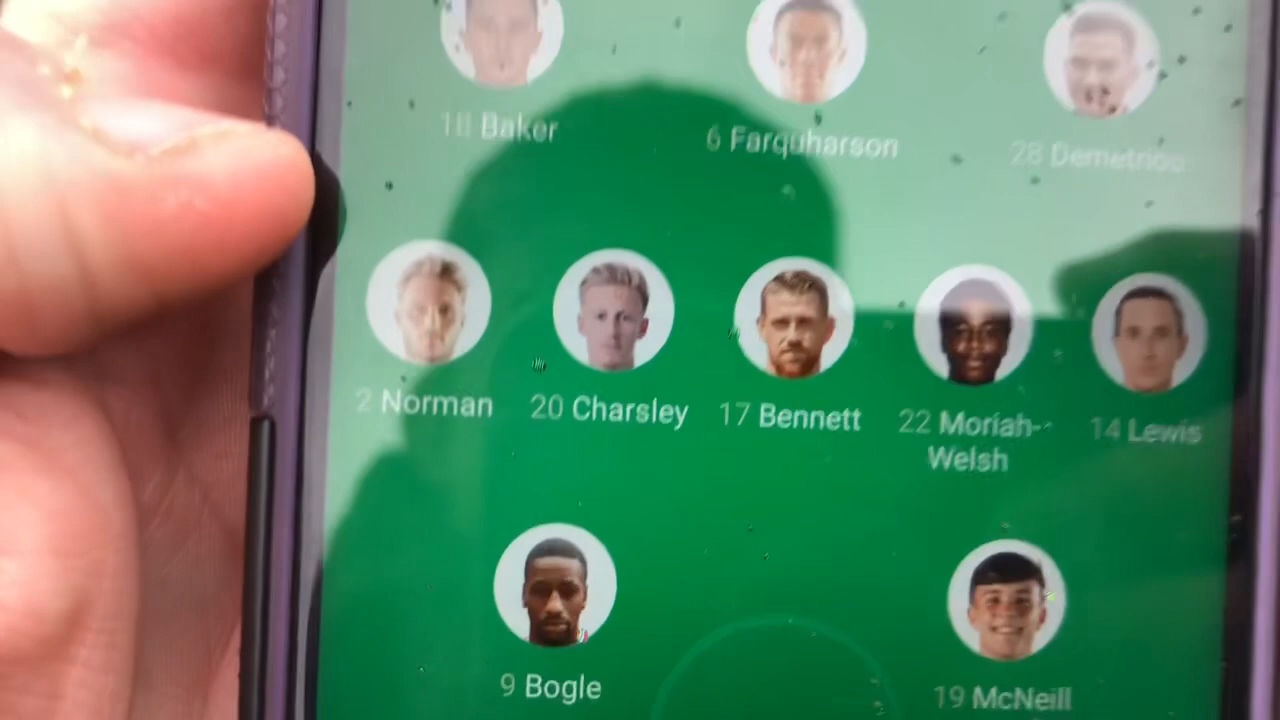 18 Baker
6 Farquharson
28 Demetriou
2 Norman
20 Charsley
17 Bennett
22 Moriah-
Welsh
14 Lewis
9 Bogle
19 McNeill